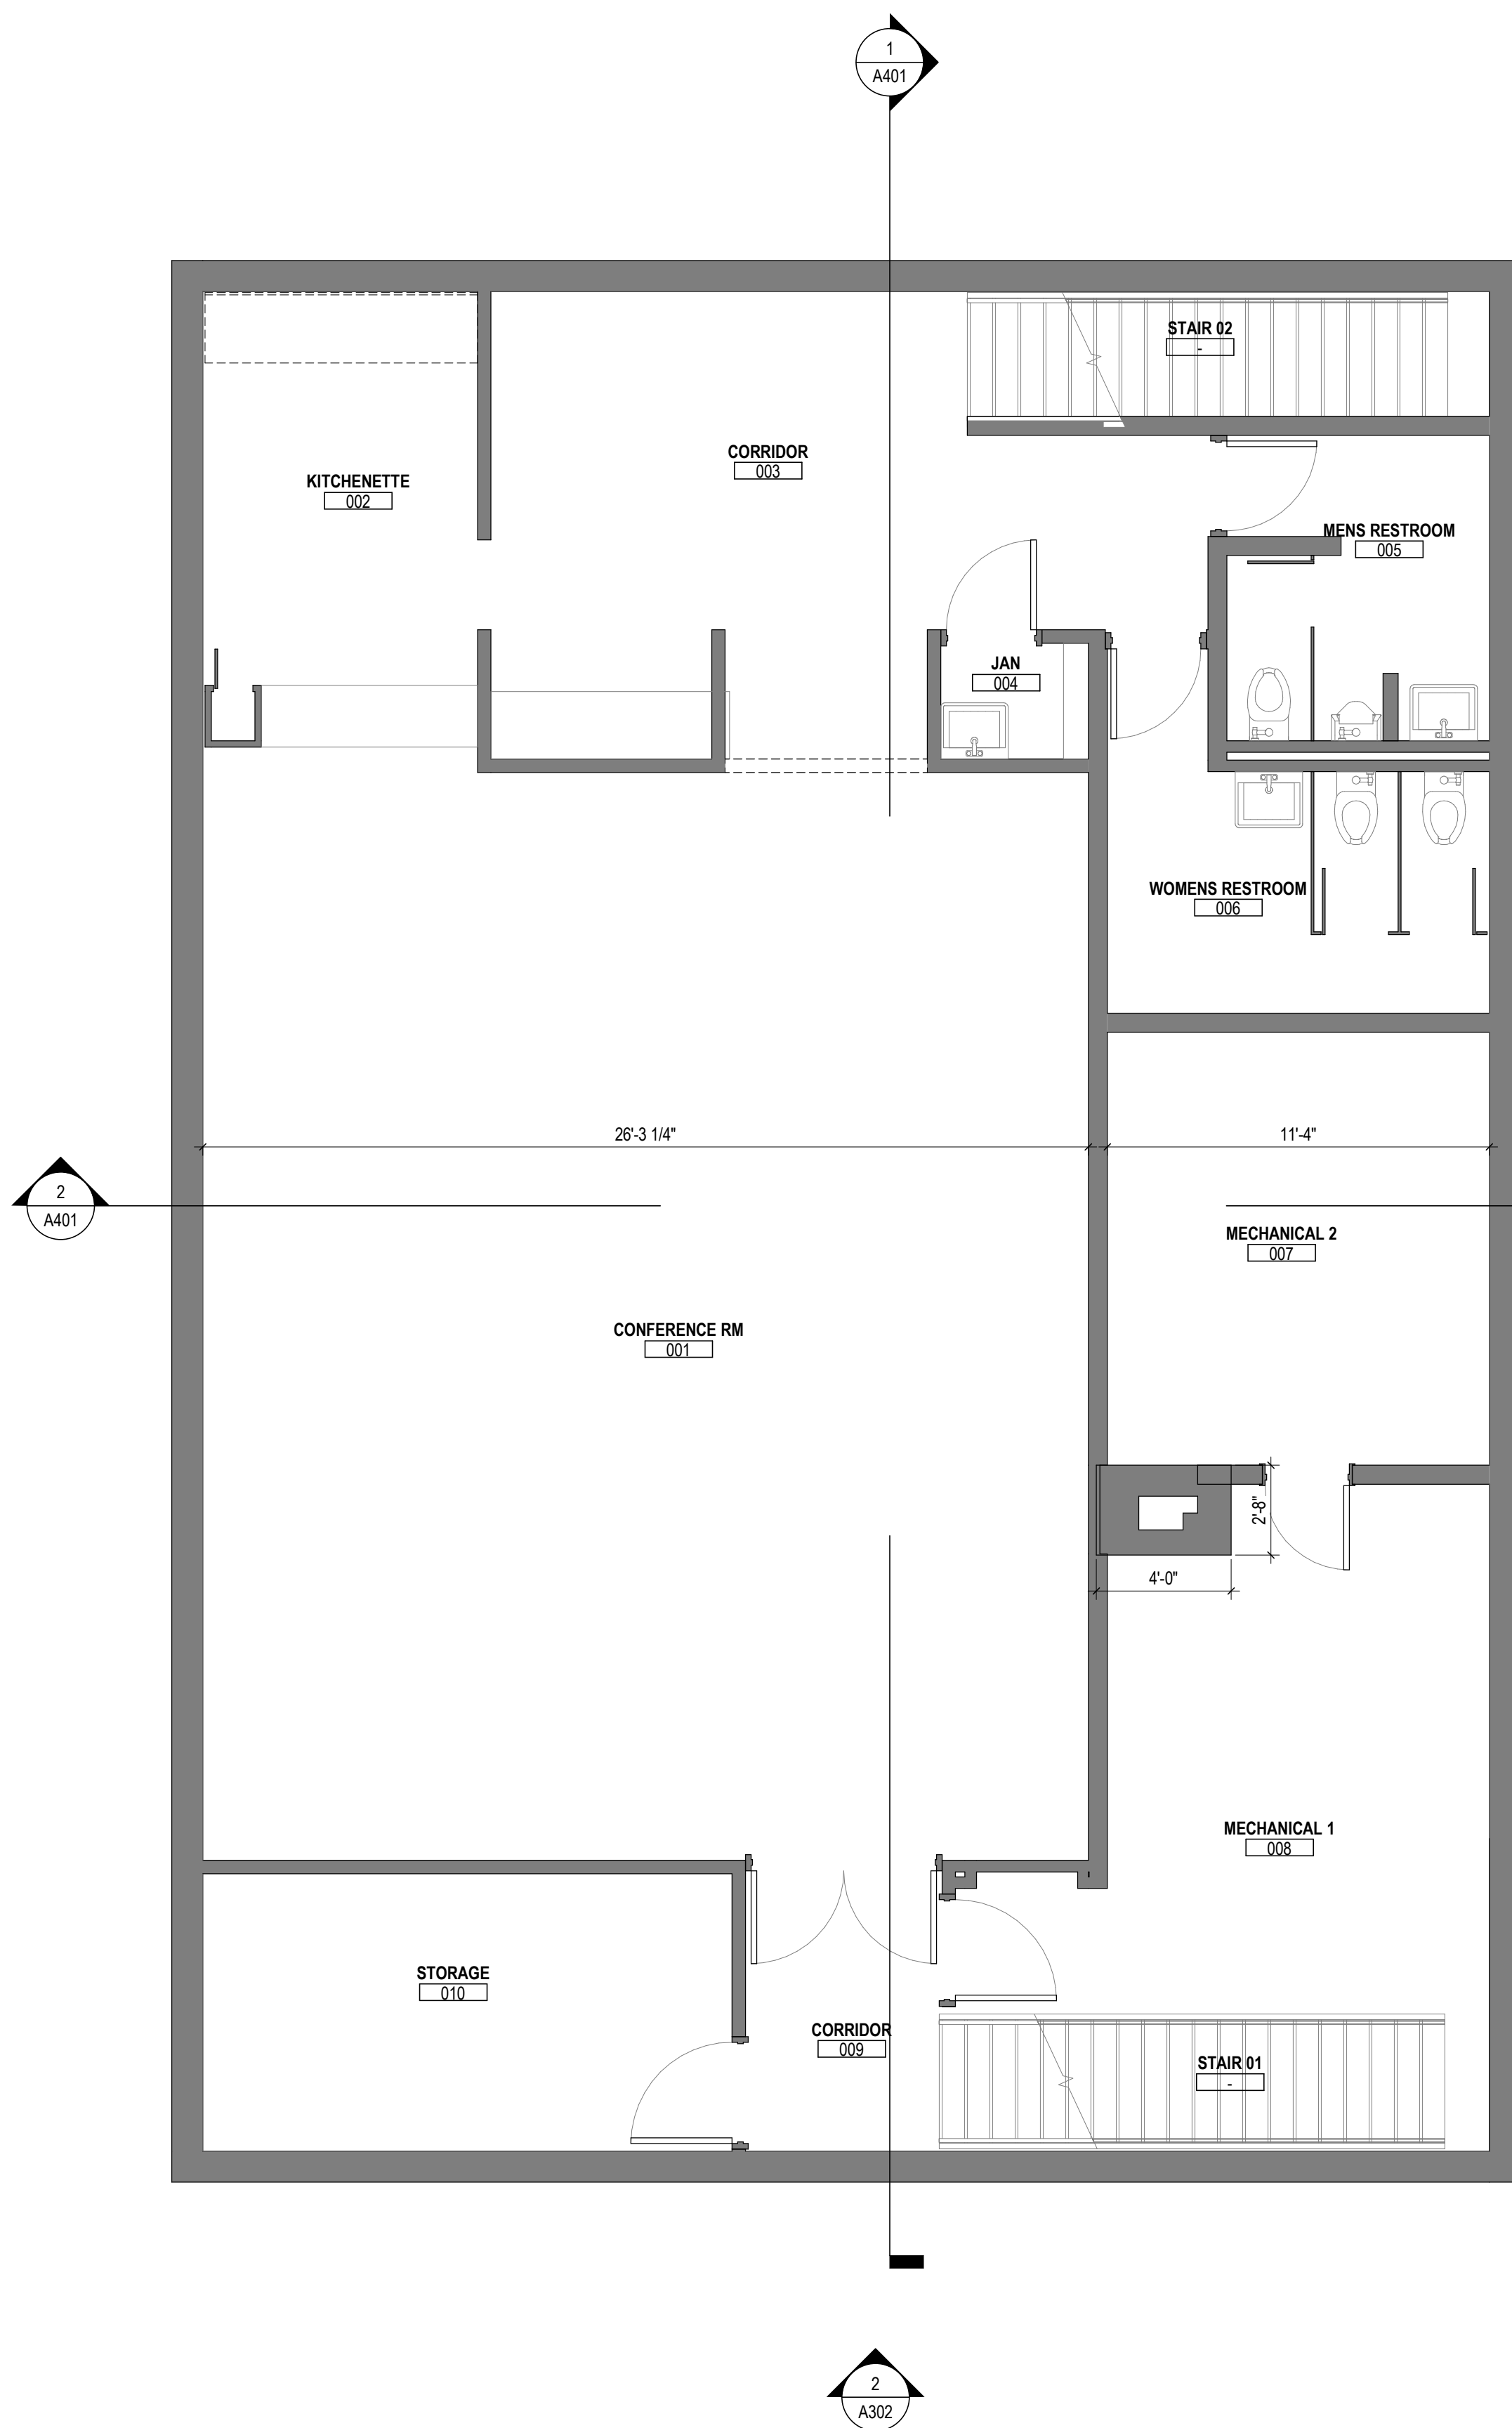 1
A401
STAIR 02
-
CORRIDOR
003
KITCHENETTE
002
MENS RESTROOM
005
JAN
004
WOMENS RESTROOM
006
26'-3 1/4"
11'-4"
2
A401
MECHANICAL 2
007
CONFERENCE RM
001
2'-8"
4'-0"
MECHANICAL 1
008
STORAGE
010
CORRIDOR
009
STAIR 01
-
2
A302